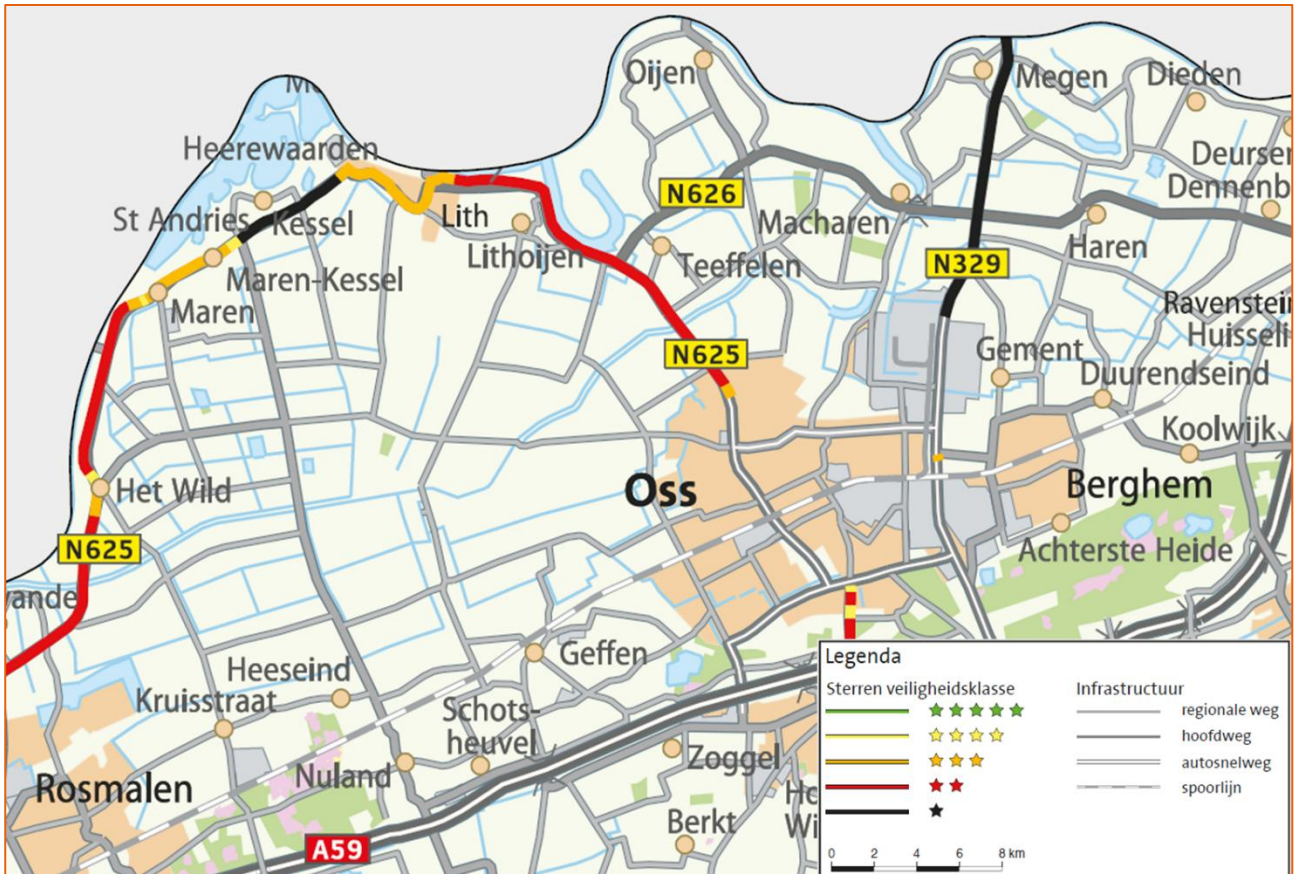 Oijen
Megen
Dieden
Heerewaarden
Deursen
Dennenb
N626
St Andries
Kessel
Lith
Macharen
Lithoijen
Teeffelen
Haren
Maren-Kessel
N329
Maren
Ravenstein
Huisseli
N625
Gement
Duurendseind
Koolwijk
Het Wild
Oss
Berghem
N625
Achterste Heide
vande
Geffen
Heeseind
Kruisstraat
Schots-
heuvel
Zoggel
Nuland
Rosmalen
Berkt
A59
Legenda
Sterren veiligheidsklasse
Infrastructuur
regionale weg
hoofdweg
autosnelweg
spoorlijn
0 2 4 6 8 km